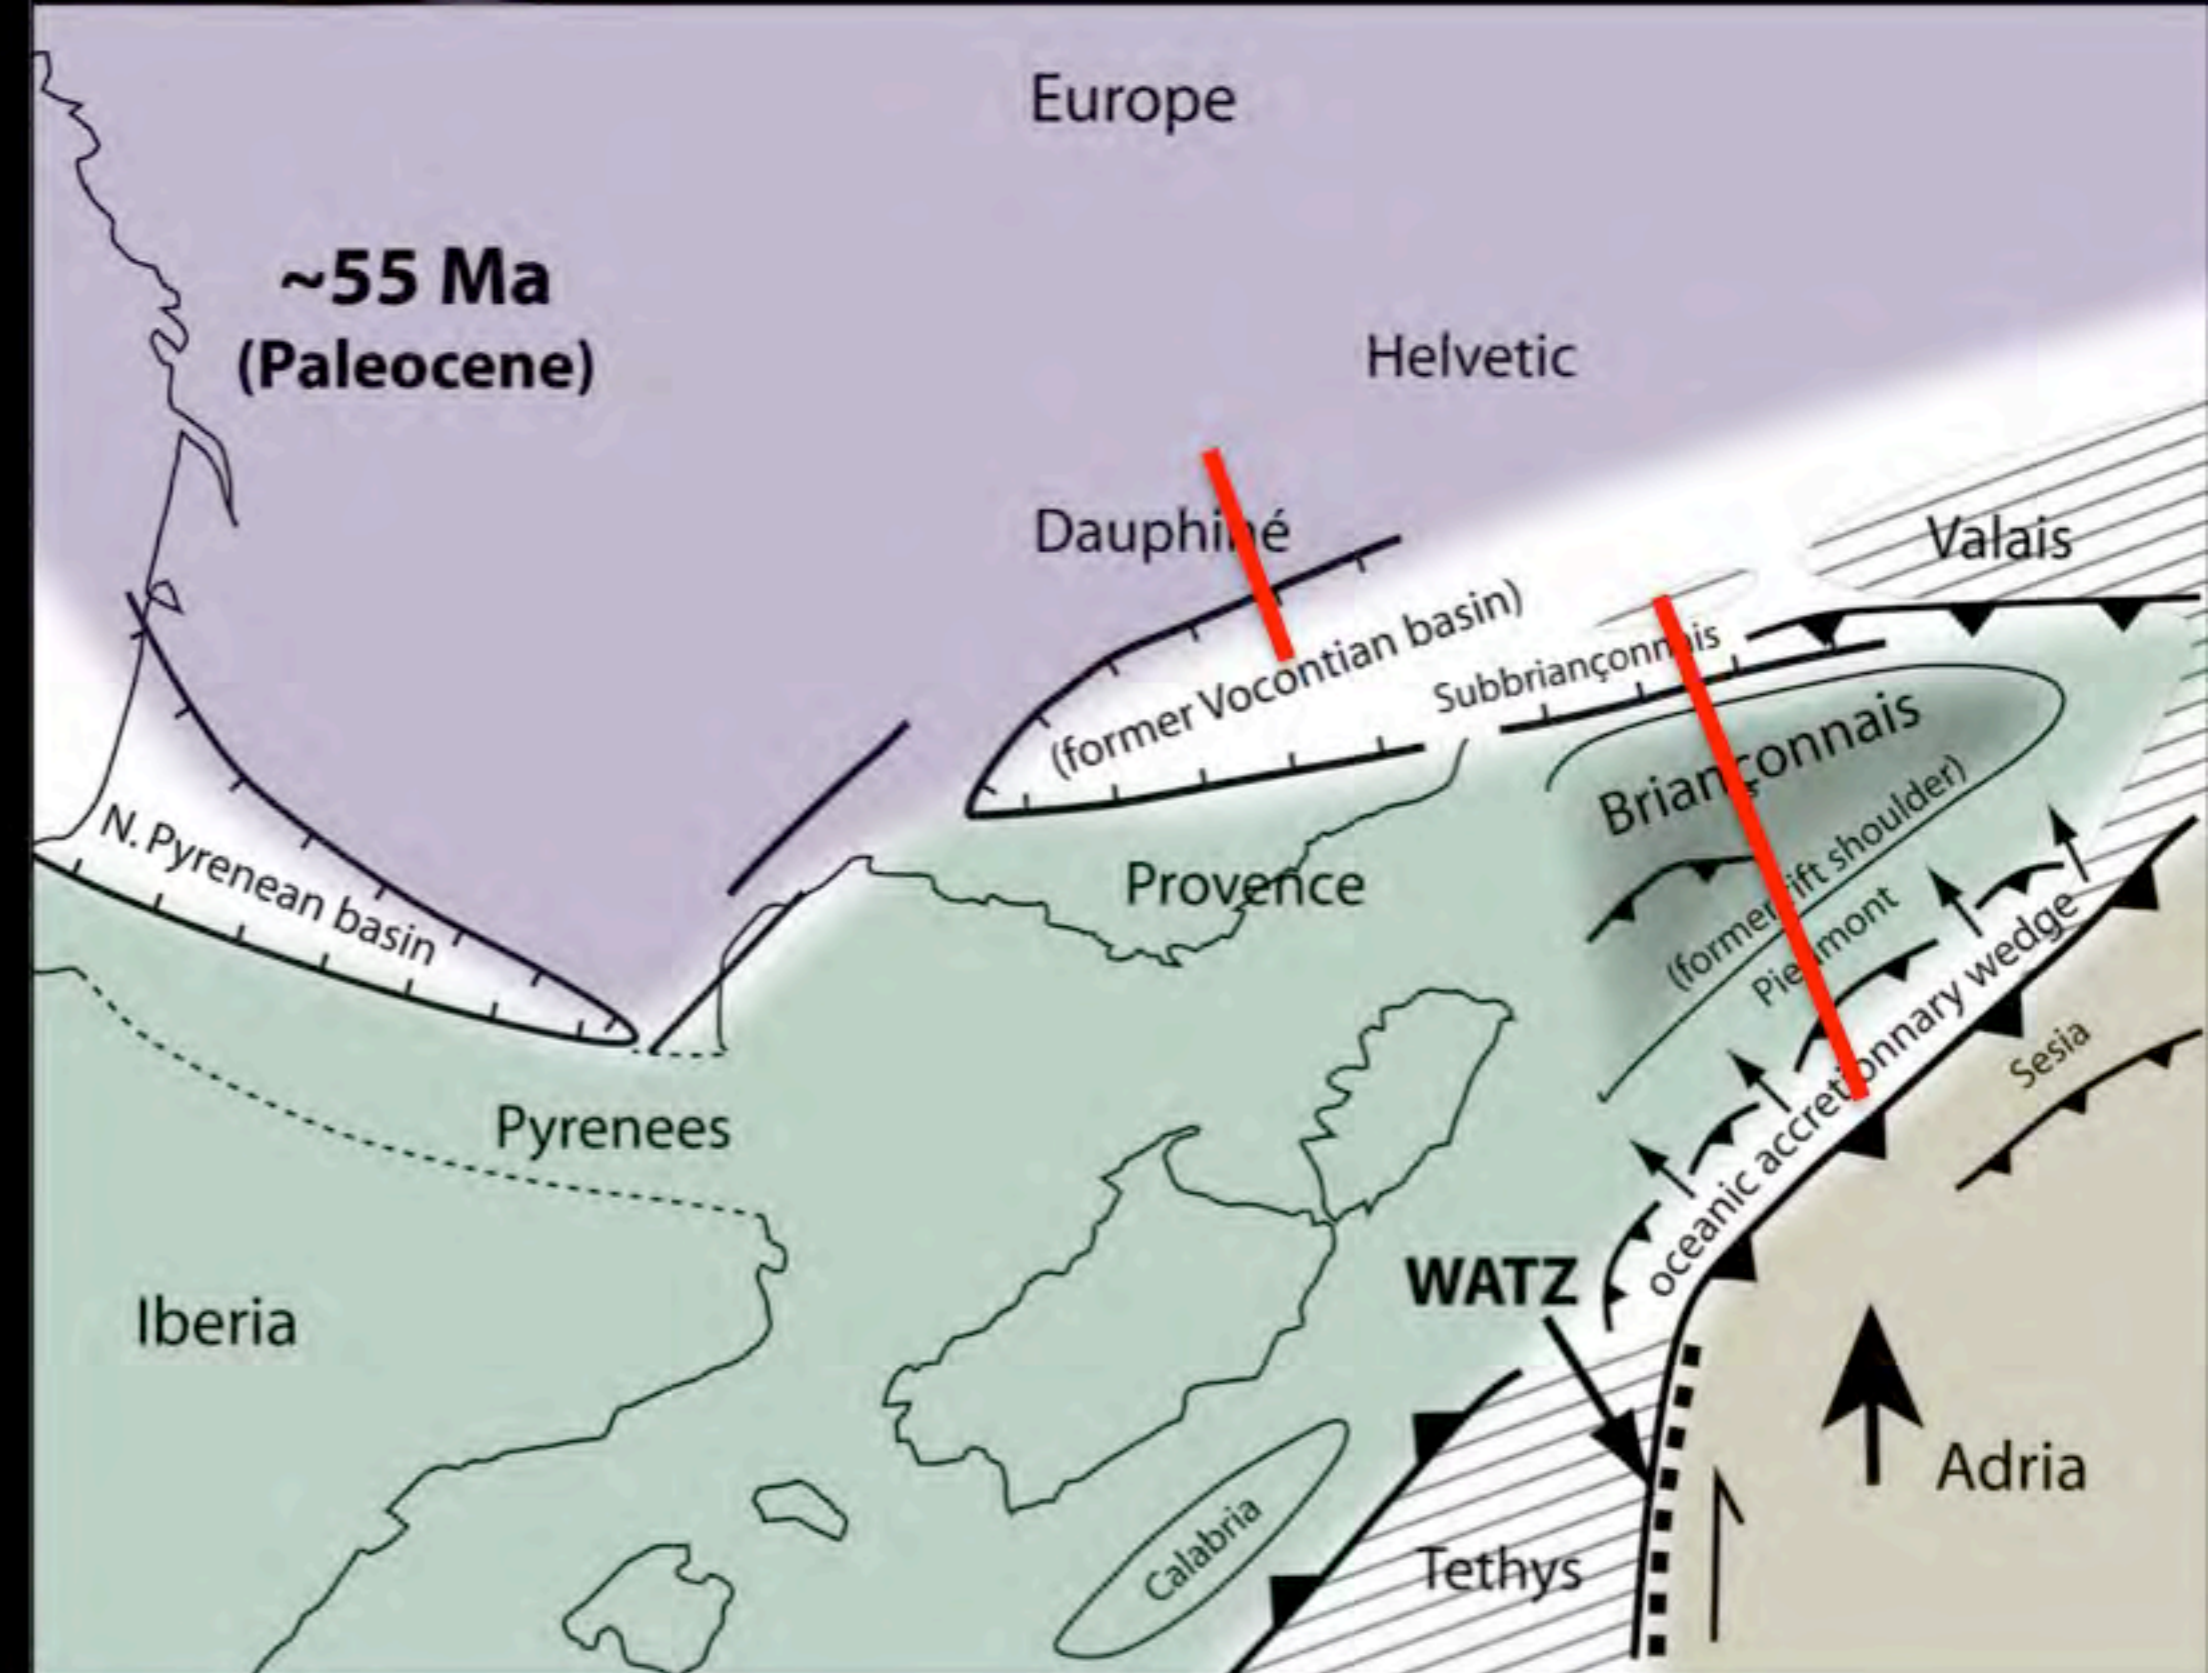 Europe
~55 Ma
(Paleocene)
Helvetic
Dauphiné
Valais
(former Vocontian basin)
Subbriançonnais
Briançonnais
(former rift shoulder)
Piedmont
N. Pyrenean basin
Provence
oceanic accretionnary wedge
Sesia
Pyrenees
WATZ
Iberia
Adria
Calabria
Tethys